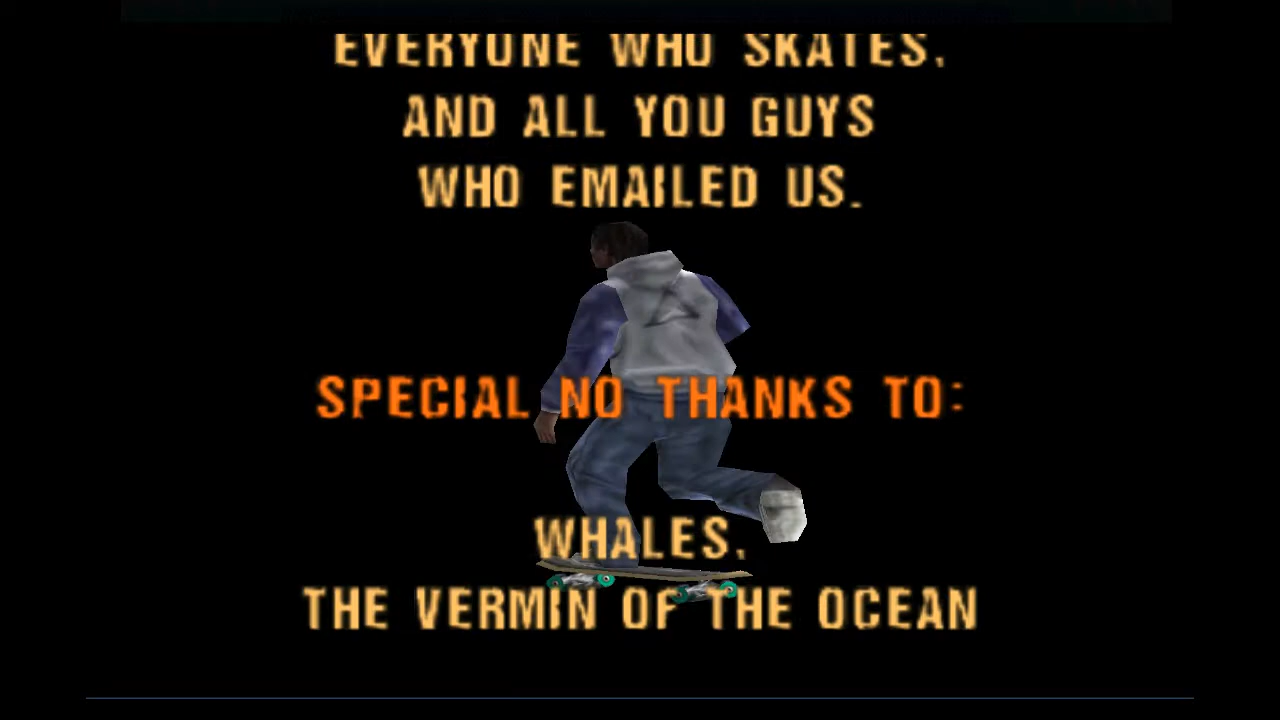 EVERYONE WHO SKATES,
AND ALL YOU GUYS
WHO EMAILED US.
SPECIAL NO THANKS TO:
WHALES,
THE VERMIN OF THE OCEAN